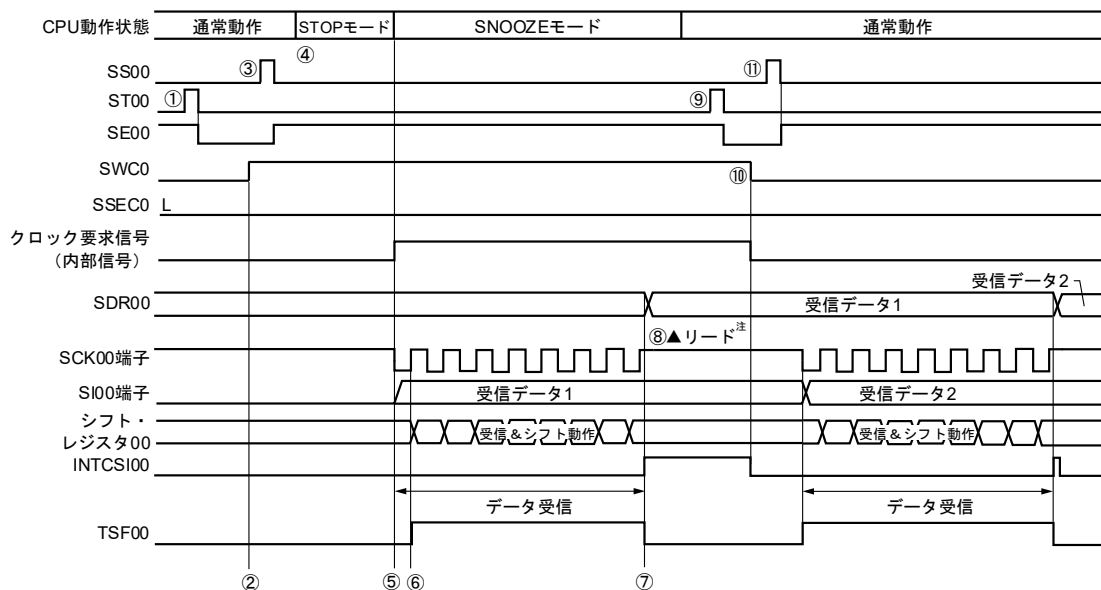 CPU動作状態 通常動作 STOPモード SNOOZEモード 通常動作
④
SS00 ③ ⑪
ST00 ① ⑨
SE00
SWC0 ⑩
SSEC0 L
クロック要求信号
（内部信号）
受信データ2
SDR00 受信データ1
⑧▲リード注
SCK00端子
SI00端子 受信データ1 受信データ2
シフト・
レジスタ00 受信&シフト動作 受信&シフト動作
INTCSI00
データ受信 データ受信
TSF00
② ⑤ ⑥ ⑦